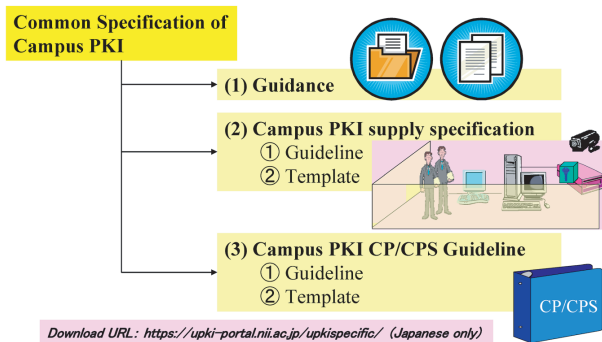 Common Specification of
Campus PKI
(1) Guidance
(2) Campus PKI supply specification
① Guideline
② Template
(3) Campus PKI CP/CPS Guideline
① Guideline
② Template
CP/CPS
Download URL: https://upki-portal.nii.ac.jp/upkispecific/ (Japanese only)